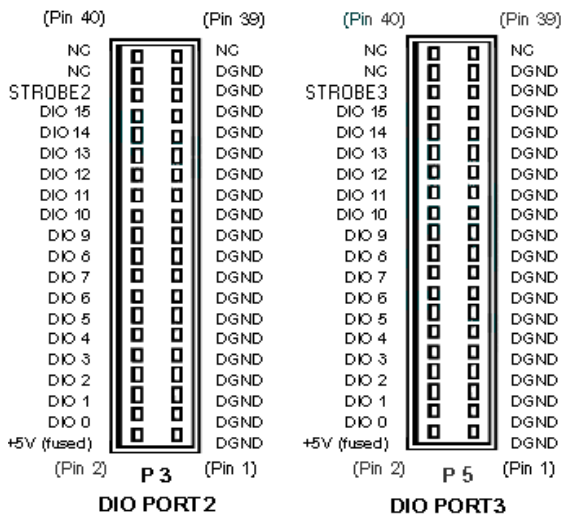 (Pin 40) (Pin 39) (Pin 40) (Pin 39)
NC NC NC NC
NC DGND NC DGND
STROBE2 DGND STROBE3 DGND
DIO 15 DGND DIO 15 DGND
DIO 14 DGND DIO 14 DGND
DIO 13 DGND DIO 13 DGND
DIO 12 DGND DIO 12 DGND
DIO 11 DGND DIO 11 DGND
DIO 10 DGND DIO 10 DGND
DIO 9 DGND DIO 9 DGND
DIO 8 DGND DIO 8 DGND
DIO 7 DGND DIO 7 DGND
DIO 6 DGND DIO 6 DGND
DIO 5 DGND DIO 5 DGND
DIO 4 DGND DIO 4 DGND
DIO 3 DGND DIO 3 DGND
DIO 2 DGND DIO 2 DGND
DIO 1 DGND DIO 1 DGND
DIO 0 DGND DIO 0 DGND
+5V (fused) DGND +5V (fused) DGND
(Pin 2) P 3 (Pin 1) (Pin 2) P 5 (Pin 1)
DIO PORT2 DIO PORT3